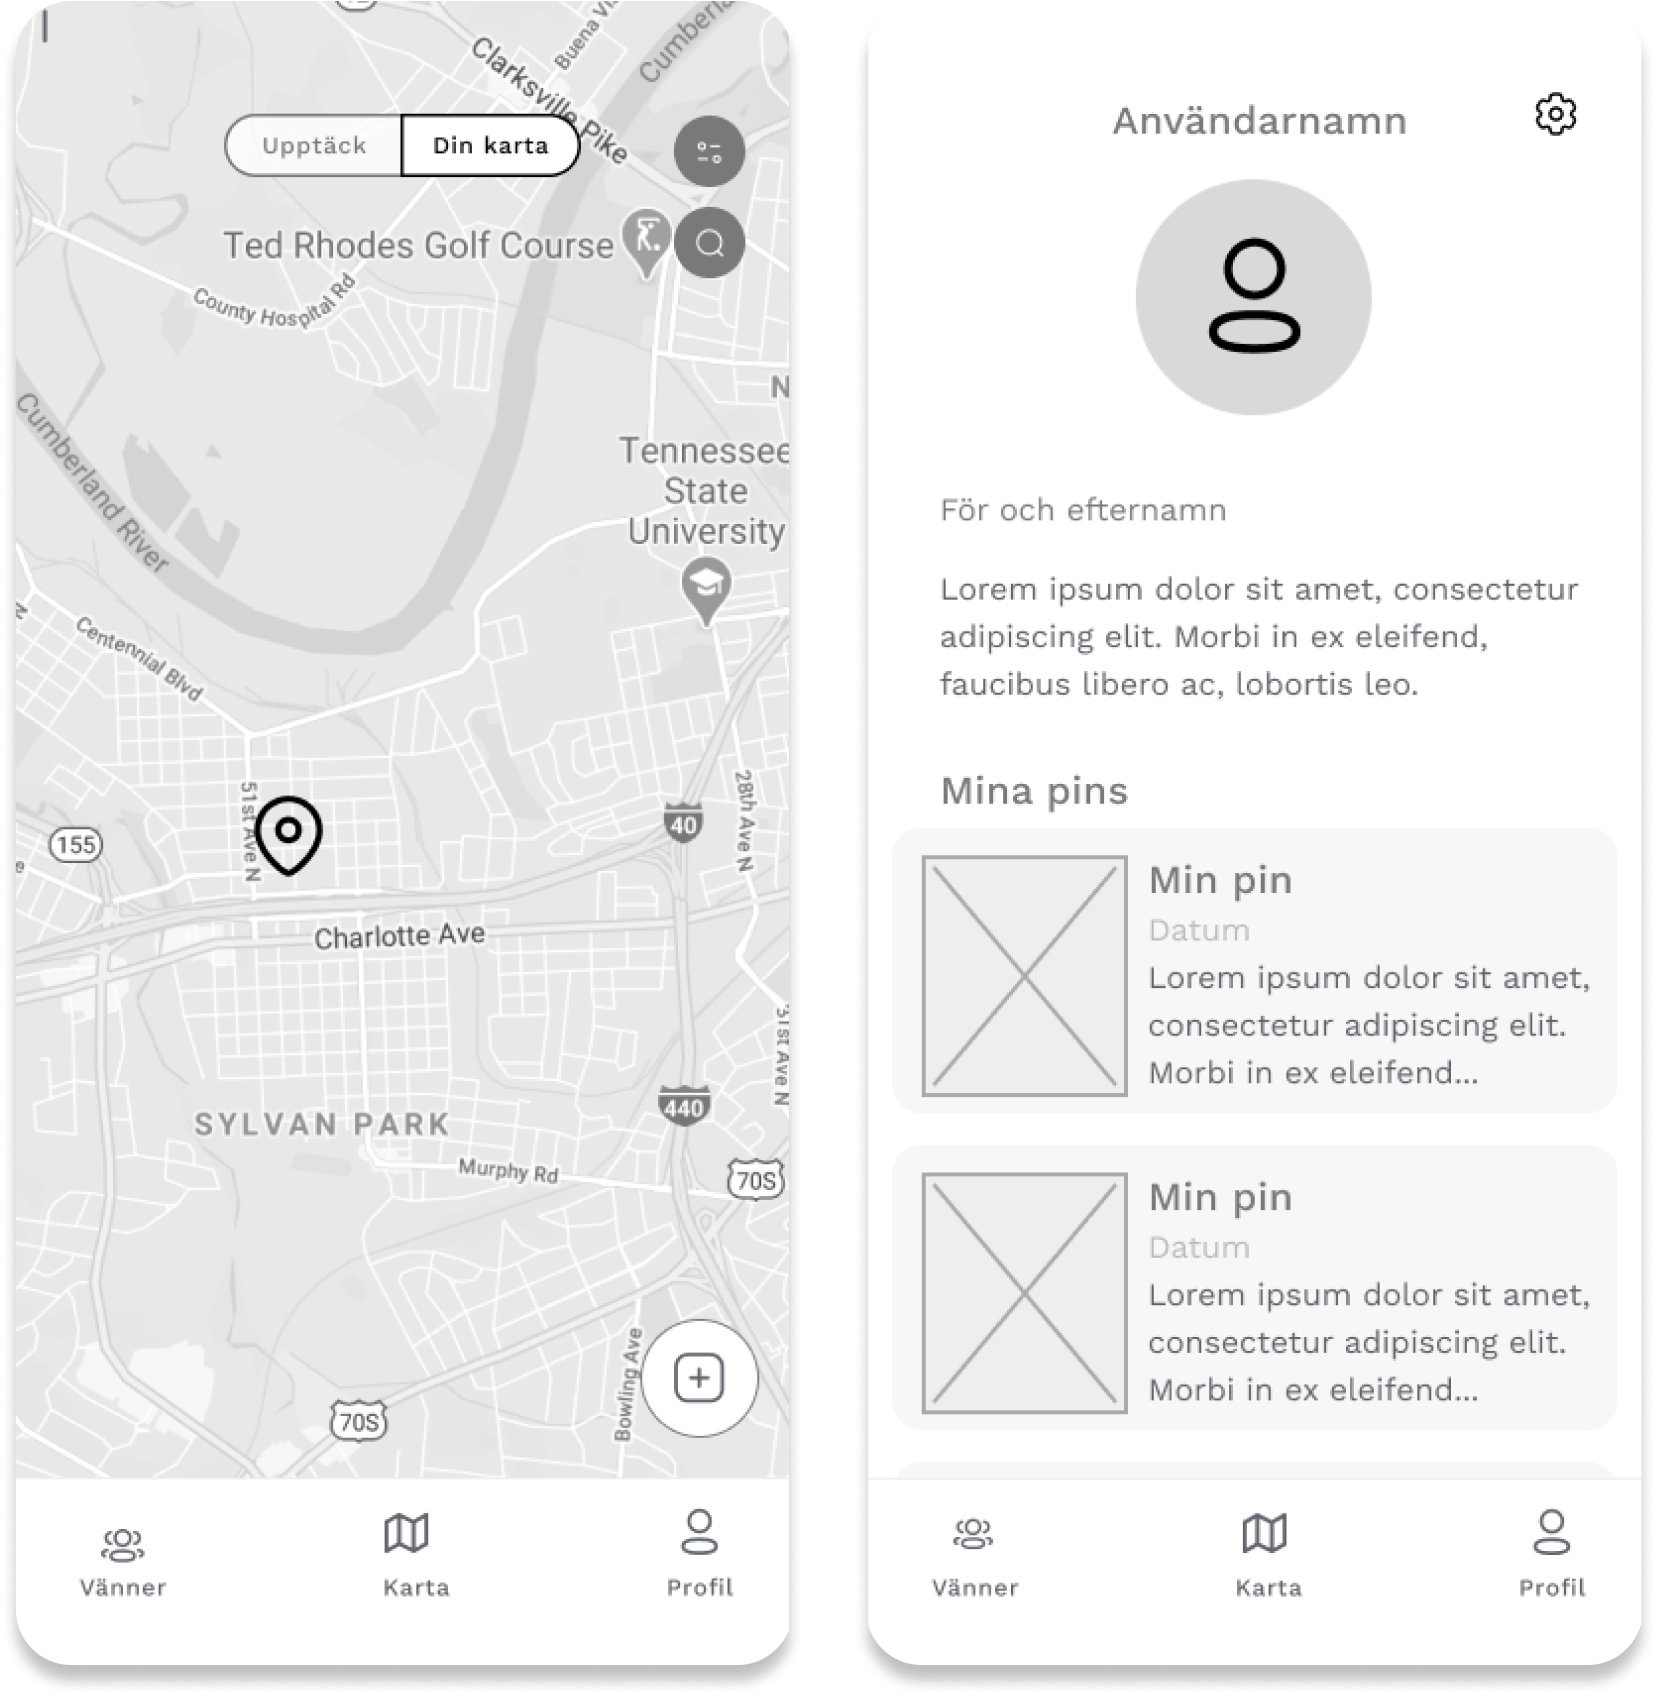 Clarksville Pike
Buena Vi
Cumberla
Upptäck
Din karta
Ted Rhodes Golf Course
County Hospital Rd
N
Cumberland River
Tennessee
State
University
Centennial Blvd
51st Ave N
28th Ave N
40
155
e
Charlotte Ave
31st Ave N
440
SYLVAN PARK
Murphy Rd
70S
Bowling Ave
70S
Vänner
Karta
Profil
Användarnamn
För och efternamn
Lorem ipsum dolor sit amet, consectetur
adipiscing elit. Morbi in ex eleifend,
faucibus libero ac, lobortis leo.
Mina pins
Min pin
Datum
Lorem ipsum dolor sit amet,
consectetur adipiscing elit.
Morbi in ex eleifend...
Min pin
Datum
Lorem ipsum dolor sit amet,
consectetur adipiscing elit.
Morbi in ex eleifend...
Vänner
Karta
Profil